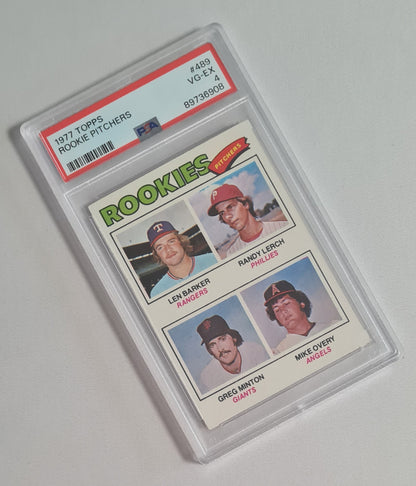 1977 TOPPS #489
ROOKIE PITCHERS VG-EX
4
PSA 89736908
ROOKIES PITCHERS
LEN BARKER RANDY LERCH
RANGERS PHILLIES
GREG MINTON MIKE OVERY
GIANTS ANGELS